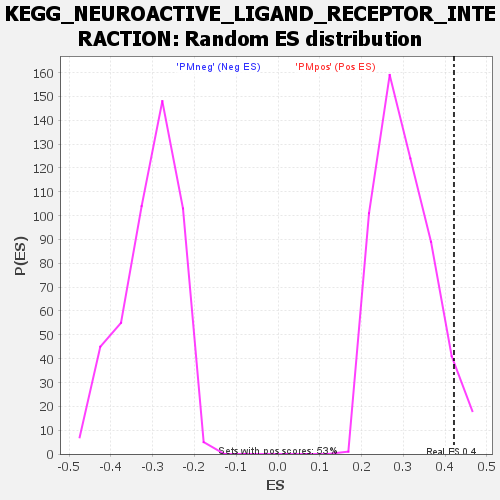 KEGG_NEUROACTIVE_LIGAND_RECEPTOR_INTE
RACTION: Random ES distribution
'PMneg' (Neg ES) 'PMpos' (Pos ES)
160
150
140
130
120
110
100
90
80
70
60
50
40
30
20
10
0
P(ES)
Sets with pos scores: 53%
Real ES 0.4
-0.5 -0.4 -0.3 -0.2 -0.1 0.0 0.1 0.2 0.3 0.4 0.5
ES